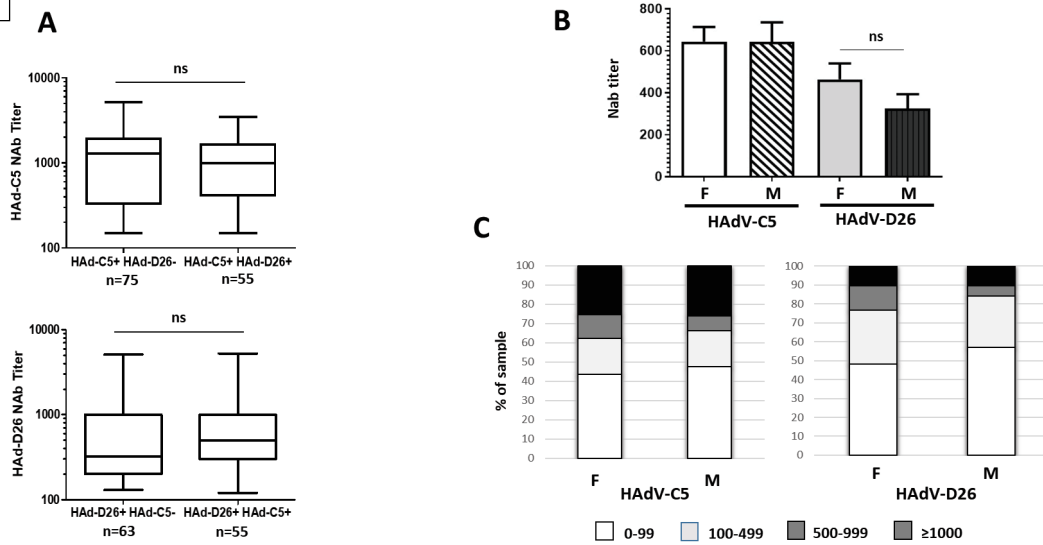 A
ns
10000
1000
100
HAd-C5 NAb Titer
HAd-C5+ HAd-D26- HAd-C5+ HAd-D26+
n=75 n=55
ns
10000
1000
100
HAd-D26 NAb Titer
HAd-D26+ HAd-C5- HAd-D26+ HAd-C5+
n=63 n=55
B
800
600
400
200
0
Nab titer
ns
F M F M
HAdV-C5 HAdV-D26
C
100
90
80
70
60
50
40
30
20
10
0
% of sample
F M
HAdV-C5
100
90
80
70
60
50
40
30
20
10
0
F M
HAdV-D26
0-99 100-499 500-999 ≥1000